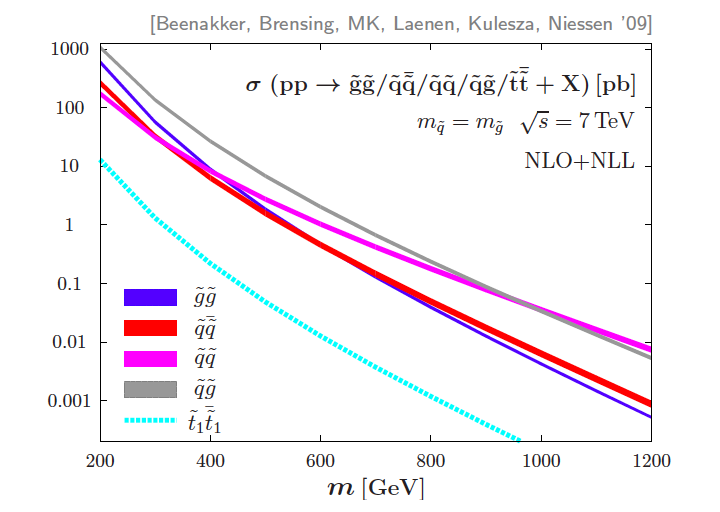 [Beenakker, Brensing, MK, Laenen, Kulesza, Niessen '09]
1000
100
10
1
0.1
0.01
0.001
σ (pp → g̃g̃/q̃q̃̄/q̃q̃/q̃g̃/t̃t̃̄ + X) [pb]
m_q̃ = m_g̃ √s = 7 TeV
NLO+NLL
g̃g̃
q̃q̃̄
q̃q̃
q̃g̃
t̃₁t̃̄₁
200 400 600 800 1000 1200
m [GeV]